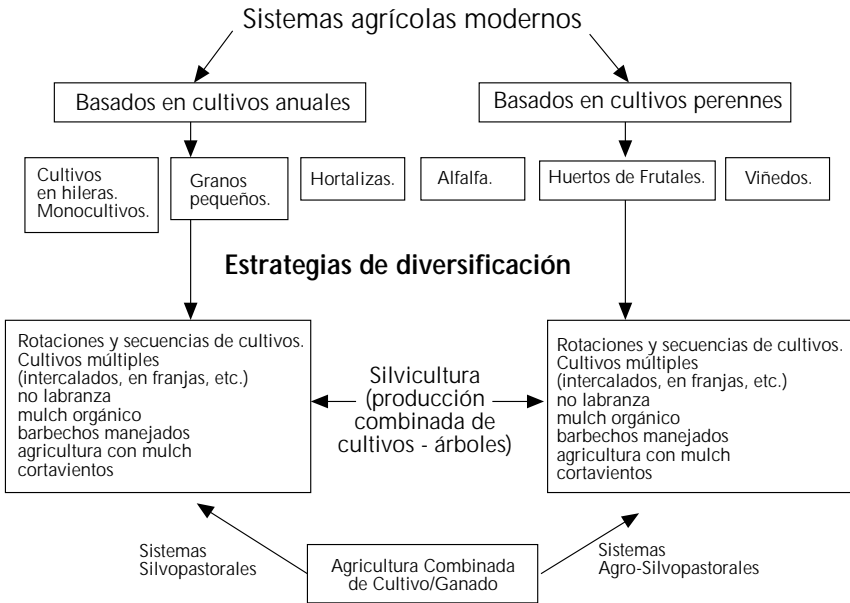 Sistemas agrícolas modernos
Basados en cultivos anuales
Basados en cultivos perennes
Cultivos
en hileras.
Monocultivos.
Granos
pequeños.
Hortalizas.
Alfalfa.
Huertos de Frutales.
Viñedos.
Estrategias de diversificación
Rotaciones y secuencias de cultivos.
Cultivos múltiples
(intercalados, en franjas, etc.)
no labranza
mulch orgánico
barbechos manejados
agricultura con mulch
cortavientos
Silvicultura
(producción
combinada de
cultivos - árboles)
Rotaciones y secuencias de cultivos.
Cultivos múltiples
(intercalados, en franjas, etc.)
no labranza
mulch orgánico
barbechos manejados
agricultura con mulch
cortavientos
Sistemas
Silvopastorales
Agricultura Combinada
de Cultivo/Ganado
Sistemas
Agro-Silvopastorales